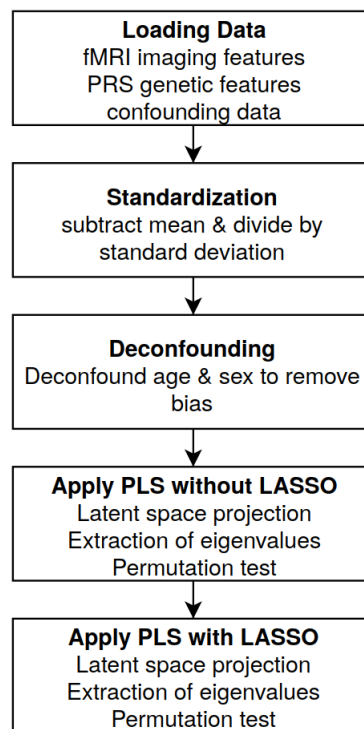 Loading Data
fMRI imaging features
PRS genetic features
confounding data
Standardization
subtract mean & divide by
standard deviation
Deconfounding
Deconfound age & sex to remove
bias
Apply PLS without LASSO
Latent space projection
Extraction of eigenvalues
Permutation test
Apply PLS with LASSO
Latent space projection
Extraction of eigenvalues
Permutation test